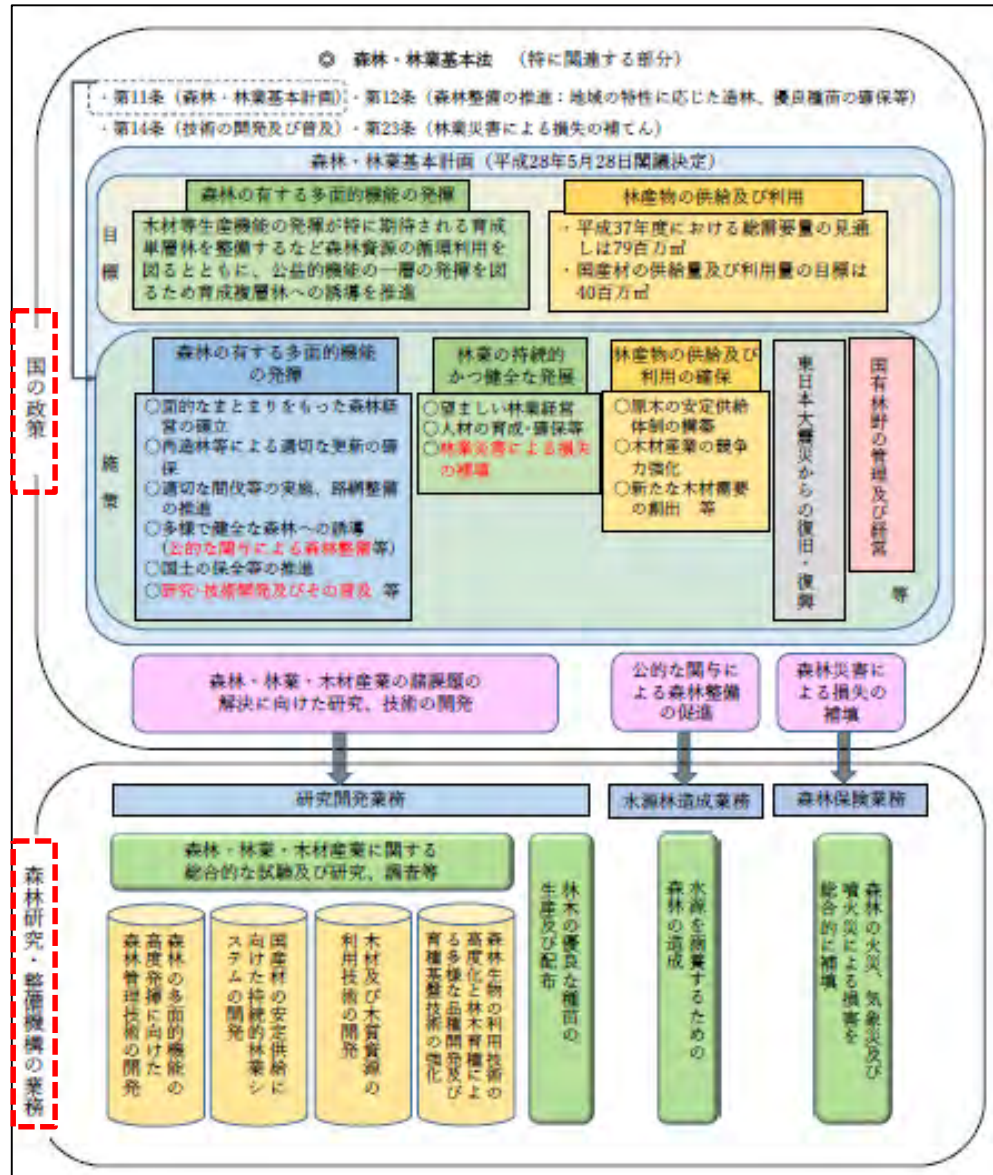 ◎ 森林・林業基本法 （特に関連する部分）
・第11条（森林・林業基本計画）・第12条（森林整備の推進：地域の特性に応じた造林、優良種苗の確保等）
・第14条（技術の開発及び普及）・第23条（林業災害による損失の補てん）
森林・林業基本計画（平成28年5月28日閣議決定）
目標
森林の有する多面的機能の発揮
木材等生産機能の発揮が特に期待される育成
単層林を整備するなど森林資源の循環利用を
図るとともに、公益的機能の一層の発揮を図
るため育成複層林への誘導を推進
林産物の供給及び利用
・平成37年度における総需要量の見通
しは79百万㎥
・国産材の供給量及び利用量の目標は
40百万㎥
国の政策
施策
森林の有する多面的機能
の発揮
○面的なまとまりをもった森林経
営の確立
○再造林等による適切な更新の確
保
○適切な間伐等の実施、路網整備
の推進
○多様で健全な森林への誘導
（公的な関与による森林整備等）
○国土の保全等の推進
○研究・技術開発及びその普及 等
林業の持続的
かつ健全な発展
○望ましい林業経営
○人材の育成・確保等
○林業災害による損失
の補填
林産物の供給及び
利用の確保
○原木の安定供給
体制の構築
○木材産業の競争
力強化
○新たな木材需要
の創出 等
東日本大震災からの復旧・復興
国有林野の管理及び経営
等
森林・林業・木材産業の諸課題の
解決に向けた研究、技術の開発
公的な関与に
よる森林整備
の促進
森林災害に
よる損失の
補填
森林研究・整備機構の業務
研究開発業務
水源林造成業務
森林保険業務
森林・林業・木材産業に関する
総合的な試験及び研究、調査等
森林の多面的機能の
高度発揮に向けた
森林管理技術の開発
国産材の安定供給に
向けた持続的林業シ
ステムの開発
木材及び木質資源の
利用技術の開発
森林生物の利用技術の
高度化と林木育種によ
る多様な品種開発及び
育種基盤技術の強化
林木の優良な種苗の
生産及び配布
水源を涵養するための
森林の造成
森林の火災、気象災及び
噴火災による損害を
総合的に補填